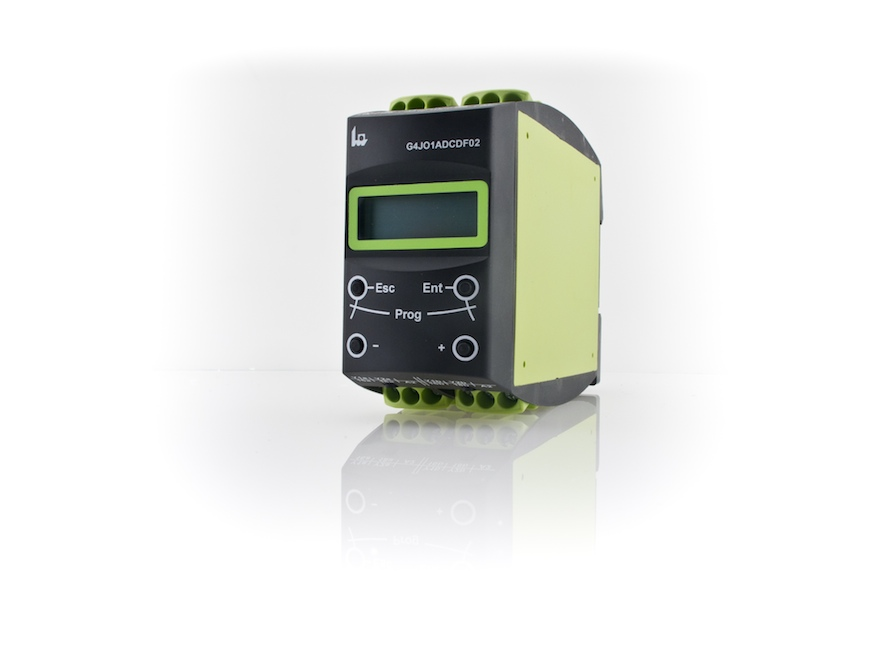 G4JO1ADCDF02
Esc Ent
Prog
- +